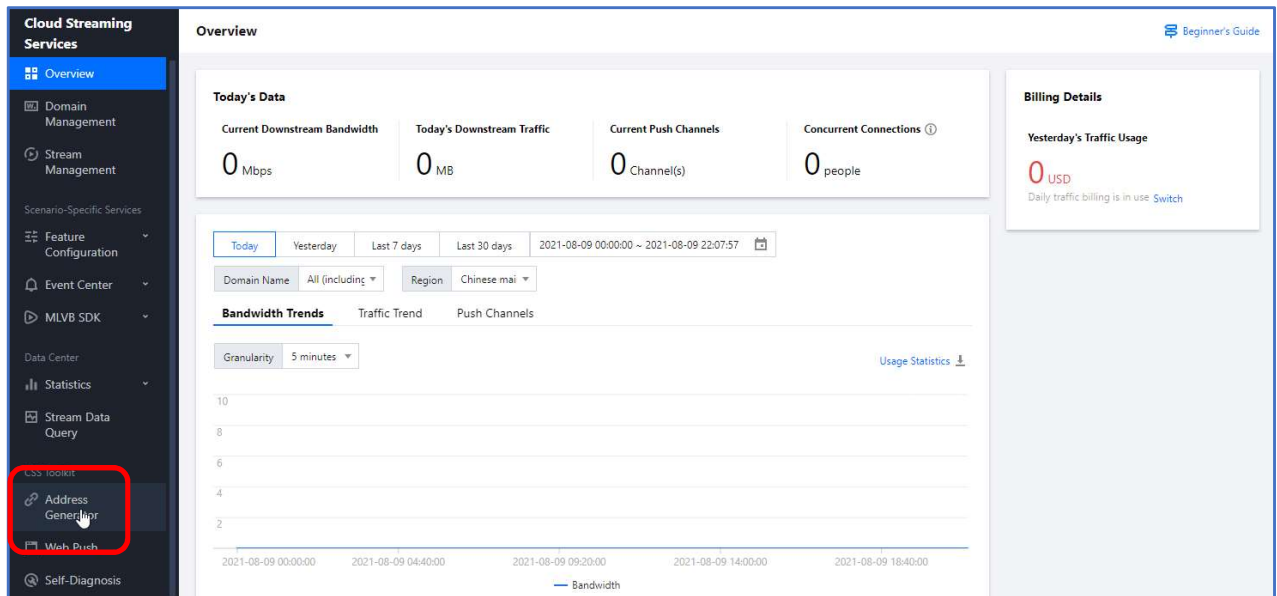 Cloud Streaming
Services
Overview
Domain
Management
Stream
Management
Scenario-Specific Services
Feature
Configuration
Event Center
MLVB SDK
Data Center
Statistics
Stream Data
Query
CSS Toolkit
Address
Generator
Web Push
Self-Diagnosis
Overview
Beginner's Guide
Today's Data
Current Downstream Bandwidth
0 Mbps
Today's Downstream Traffic
0 MB
Current Push Channels
0 Channel(s)
Concurrent Connections
0 people
Billing Details
Yesterday's Traffic Usage
0 USD
Daily traffic billing is in use Switch
Today Yesterday Last 7 days Last 30 days 2021-08-09 00:00:00 ~ 2021-08-09 22:07:57
Domain Name All (including Region Chinese mai
Bandwidth Trends Traffic Trend Push Channels
Granularity 5 minutes
Usage Statistics
10
8
6
4
2
2021-08-09 00:00:00 2021-08-09 04:40:00 2021-08-09 09:20:00 2021-08-09 14:00:00 2021-08-09 18:40:00
Bandwidth